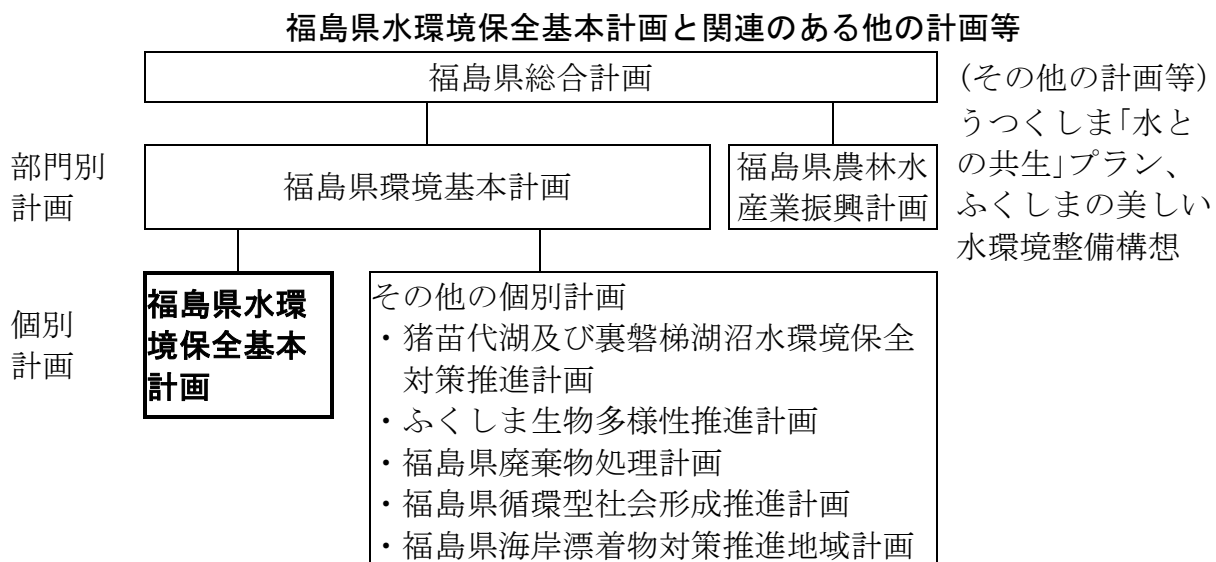 福島県水環境保全基本計画と関連のある他の計画等
福島県総合計画
(その他の計画等)
うつくしま「水と
の共生」プラン、
ふくしまの美しい
水環境整備構想
部門別
計画
福島県環境基本計画
福島県農林水
産業振興計画
個別
計画
福島県水環
境保全基本
計画
その他の個別計画
・猪苗代湖及び裏磐梯湖沼水環境保全
対策推進計画
・ふくしま生物多様性推進計画
・福島県廃棄物処理計画
・福島県循環型社会形成推進計画
・福島県海岸漂着物対策推進地域計画